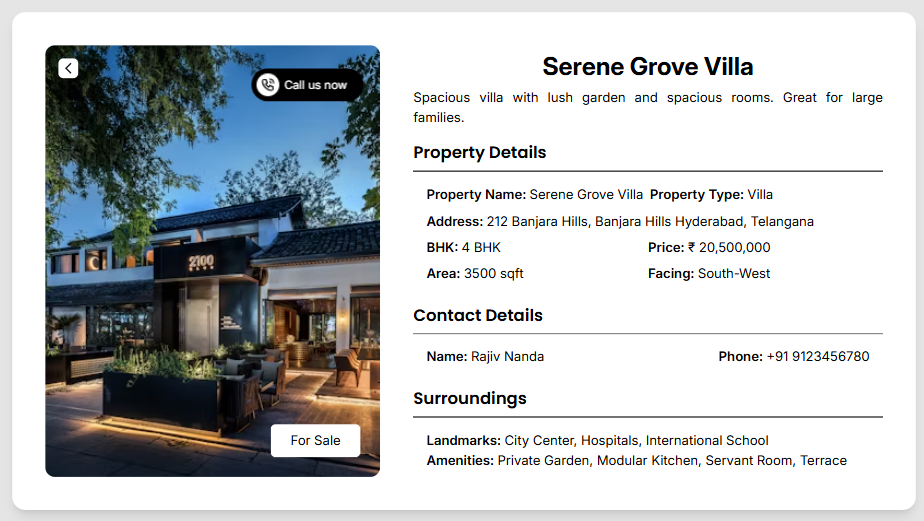 Call us now
2100
For Sale
Serene Grove Villa
Spacious villa with lush garden and spacious rooms. Great for large
families.
Property Details
Property Name: Serene Grove Villa Property Type: Villa
Address: 212 Banjara Hills, Banjara Hills Hyderabad, Telangana
BHK: 4 BHK Price: ₹ 20,500,000
Area: 3500 sqft Facing: South-West
Contact Details
Name: Rajiv Nanda Phone: +91 9123456780
Surroundings
Landmarks: City Center, Hospitals, International School
Amenities: Private Garden, Modular Kitchen, Servant Room, Terrace